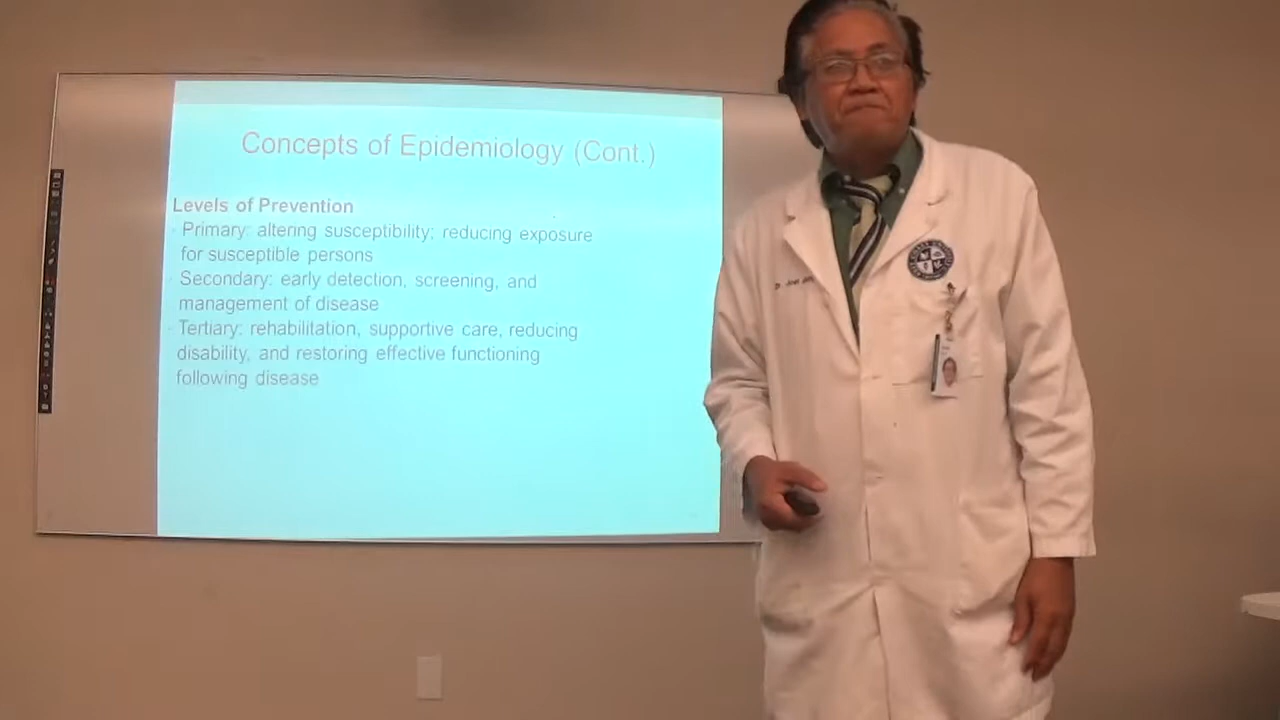 Concepts of Epidemiology (Cont.)
Levels of Prevention
Primary: altering susceptibility; reducing exposure
for susceptible persons
Secondary: early detection, screening, and
management of disease
Tertiary: rehabilitation, supportive care, reducing
disability, and restoring effective functioning
following disease